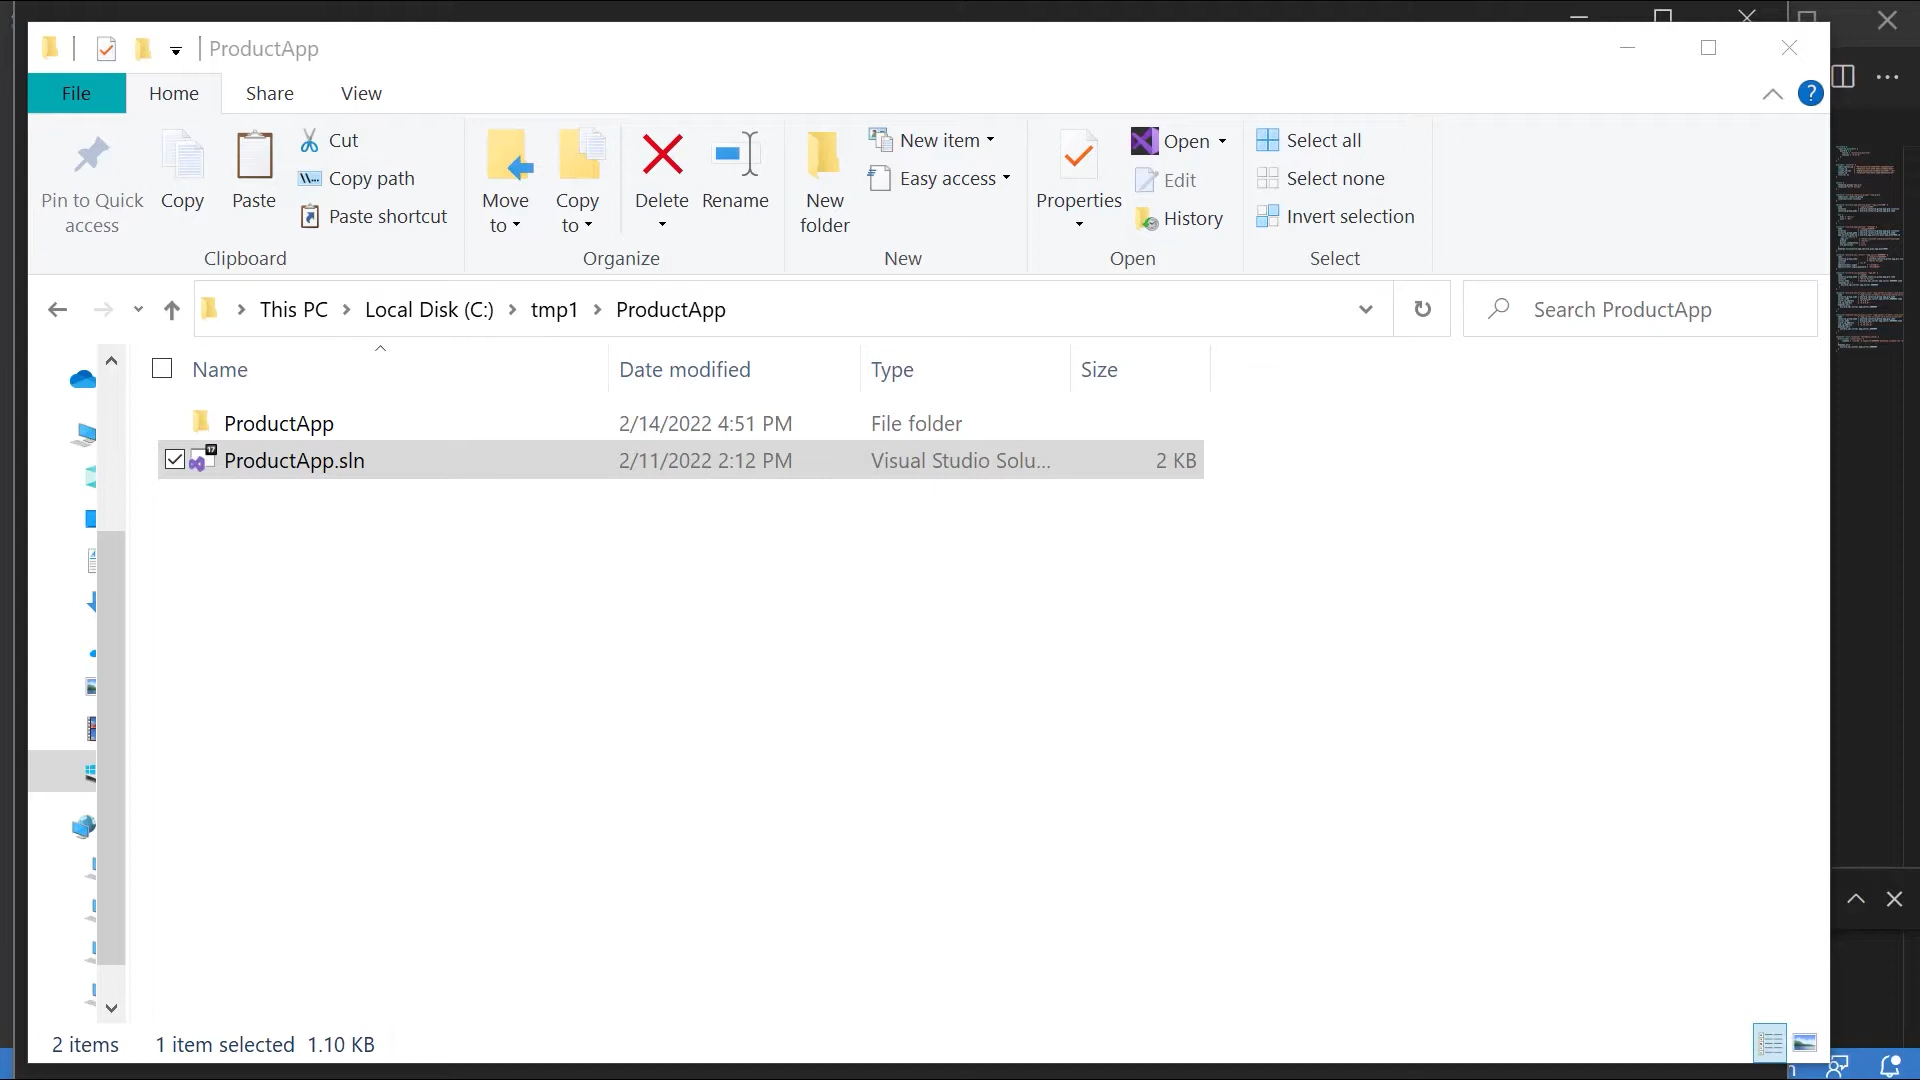 ProductApp
File Home Share View
?
Pin to Quick access
Copy
Paste
Cut
Copy path
Paste shortcut
Clipboard
Move to
Copy to
Delete
Rename
Organize
New folder
New item
Easy access
New
Properties
Open
Edit
History
Open
Select all
Select none
Invert selection
Select
This PC Local Disk (C:) tmp1 ProductApp
Search ProductApp
Name Date modified Type Size
ProductApp 2/14/2022 4:51 PM File folder
17
ProductApp.sln 2/11/2022 2:12 PM Visual Studio Solu... 2 KB
2 items 1 item selected 1.10 KB